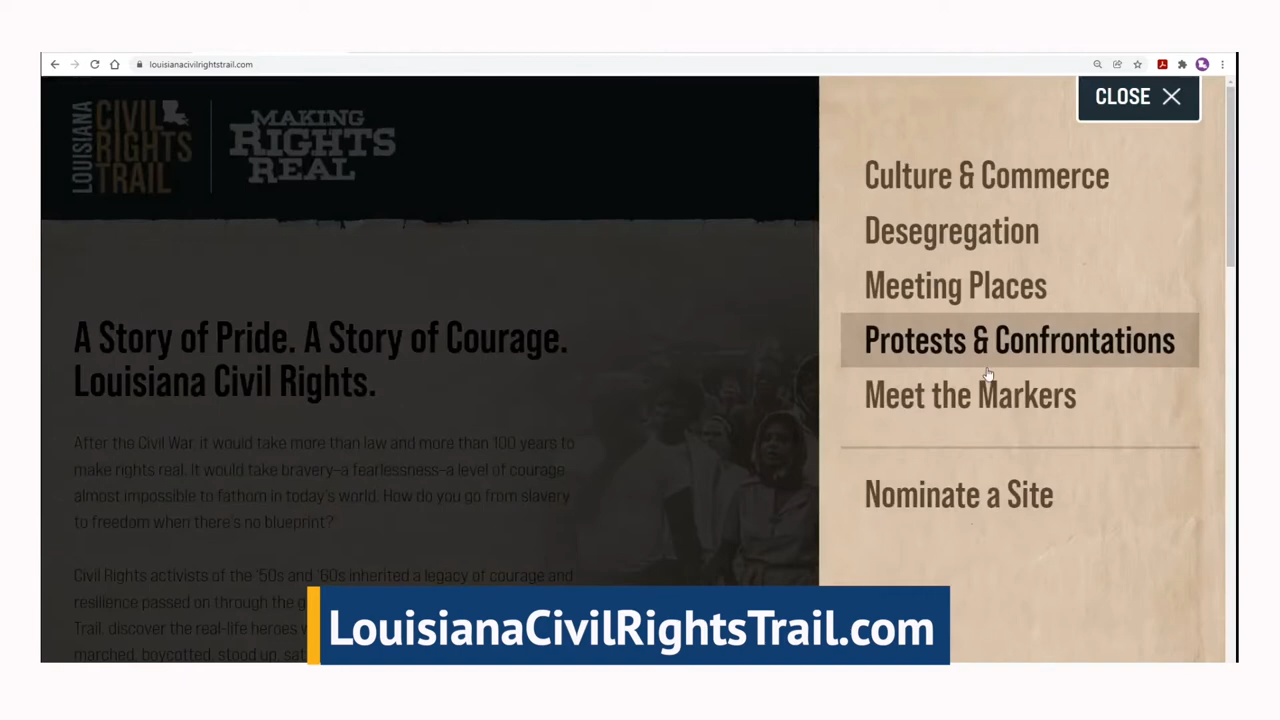 louisianacivilrightstrail.com
CLOSE
LOUISIANA
CIVIL
RIGHTS
TRAIL
MAKING
RIGHTS
REAL
Culture & Commerce
Desegregation
Meeting Places
Protests & Confrontations
Meet the Markers
Nominate a Site
A Story of Pride. A Story of Courage.
Louisiana Civil Rights.
After the Civil War, it would take more than law and more than 100 years to
make rights real. It would take bravery–a fearlessness–a level of courage
almost impossible to fathom in today's world. How do you go from slavery
to freedom when there's no blueprint?
Civil Rights activists of the '50s and '60s inherited a legacy of courage and
resilience passed on through the
Trail, discover the real-life heroes
marched, boycotted, stood up,
LouisianaCivilRightsTrail.com